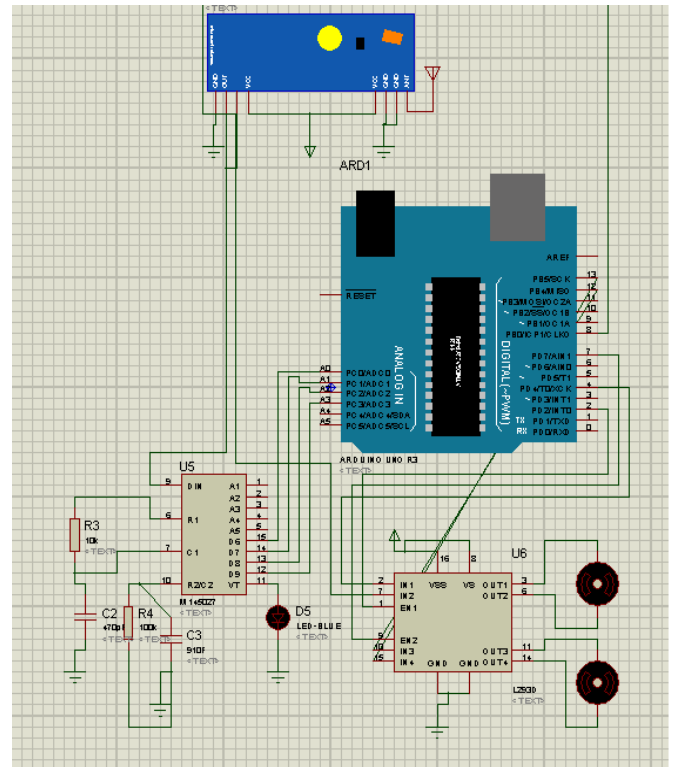 <TEXT>
GND
OUT
VCC
VCC
GND
GND
ANT
ARD1
AREF
RESET
PB5/SCK 13
PB4/MISO 12
~ PB3/MOSI/OC2A 11
~ PB2/SS/OC1B 10
~ PB1/OC1A 9
PB0/ICP1/CLKO 8
PD7/AIN1 7
~ PD6/AIN0 6
~ PD5/T1 5
PD4/T0/XCK 4
~ PD3/INT1 3
PD2/INT0 2
TX PD1/TXD 1
RX PD0/RXD 0
DIGITAL (~PWM)
ANALOG IN
A0 PC0/ADC0
A1 PC1/ADC1
PC2/ADC2
A3 PC3/ADC3
A4 PC4/ADC4/SDA
A5 PC5/ADC5/SCL
ARDUINO UNO R3
<TEXT>
U5
9 DIN A1 1
A2 2
A3 3
6 R1 A4 4
A5 5
D6 15
D7 14
7 C1 D8 13
D9 12
10 R2/C2 VT 11
M145027
<TEXT>
R3
10k
<TEXT>
C2
470p
<TEXT>
R4
100k
<TEXT>
C3
910F
<TEXT>
D5
LED-BLUE
<TEXT>
U6
16 8
2 IN1 VSS VS OUT1 3
7 IN2 OUT2 6
1 EN1
9 EN2
10 IN3 OUT3 11
15 IN4 GND GND OUT4 14
L293D
<TEXT>